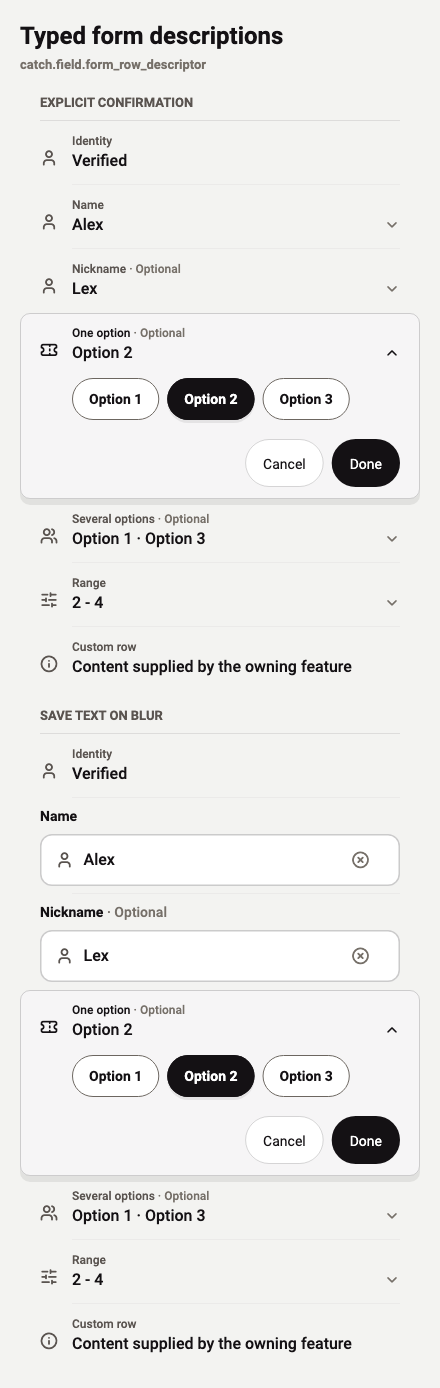 Typed form descriptions
catch.field.form_row_descriptor
EXPLICIT CONFIRMATION
Identity
Verified
Name
Alex
Nickname · Optional
Lex
One option · Optional
Option 2
Option 1 Option 2 Option 3
Cancel Done
Several options · Optional
Option 1 · Option 3
Range
2 - 4
Custom row
Content supplied by the owning feature
SAVE TEXT ON BLUR
Identity
Verified
Name
Alex
Nickname · Optional
Lex
One option · Optional
Option 2
Option 1 Option 2 Option 3
Cancel Done
Several options · Optional
Option 1 · Option 3
Range
2 - 4
Custom row
Content supplied by the owning feature